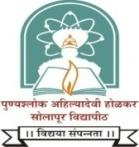 पुण्यश्लोक अहिल्यादेवी होळकर
सोलापूर विद्यापीठ
।। विद्यया संपन्नता ।।